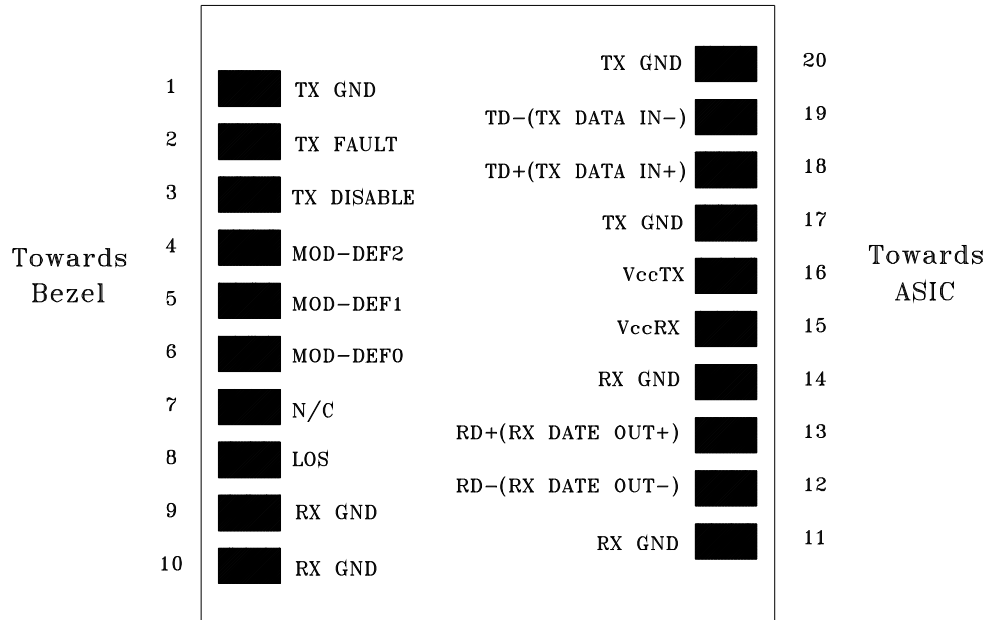 Towards
Bezel
1 TX GND
2 TX FAULT
3 TX DISABLE
4 MOD-DEF2
5 MOD-DEF1
6 MOD-DEF0
7 N/C
8 LOS
9 RX GND
10 RX GND
TX GND 20
TD-(TX DATA IN-) 19
TD+(TX DATA IN+) 18
TX GND 17
VccTX 16
VccRX 15
RX GND 14
RD+(RX DATE OUT+) 13
RD-(RX DATE OUT-) 12
RX GND 11
Towards
ASIC